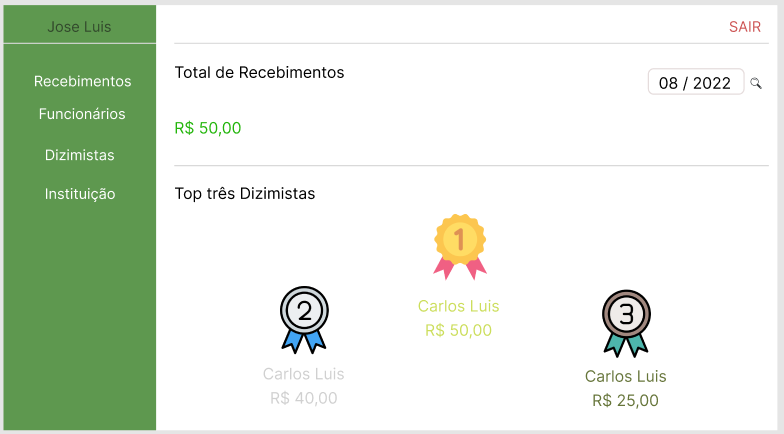 Jose Luis
SAIR
Recebimentos
Funcionários
Dizimistas
Instituição
Total de Recebimentos
08 / 2022
R$ 50,00
Top três Dizimistas
1
Carlos Luis
R$ 50,00
2
Carlos Luis
R$ 40,00
3
Carlos Luis
R$ 25,00